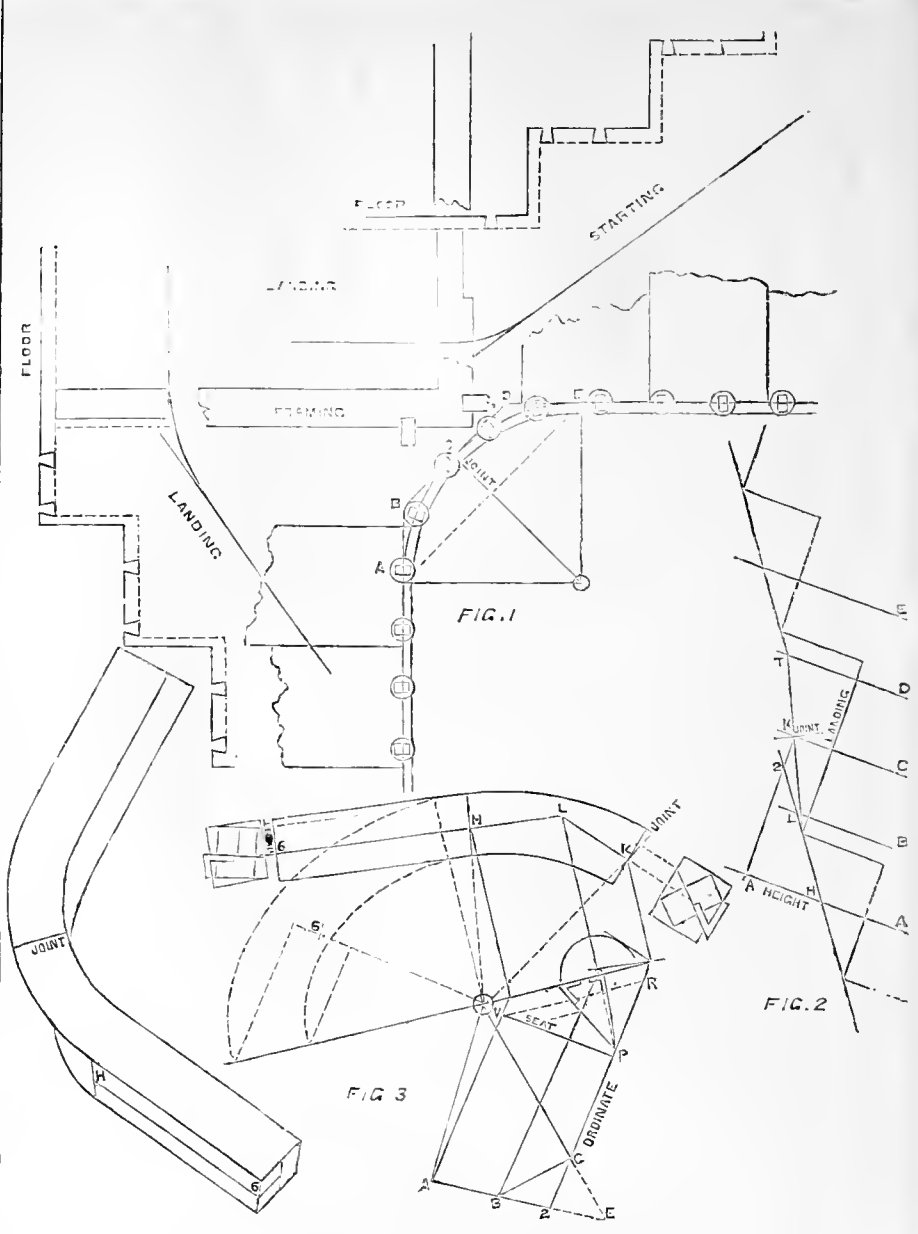 FLOOR
STARTING
LANDING
FLOOR
FRAMING
LANDING
D
E
JOINT
B
A
FIG. 1
E
T
D
K
JOINT
LANDING
C
2
L
B
A
HEIGHT
H
A
FIG. 2
JOINT
H
6
6
H
L
JOINT
K
6
SEAT
R
P
ORDINATE
C
A
B
2
E
FIG 3